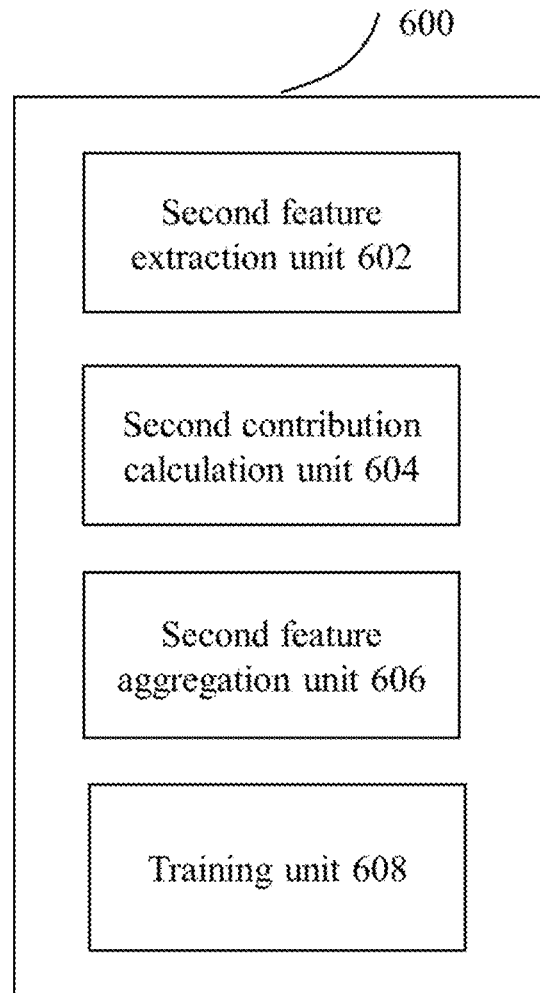 600
Second feature
extraction unit 602
Second contribution
calculation unit 604
Second feature
aggregation unit 606
Training unit 608